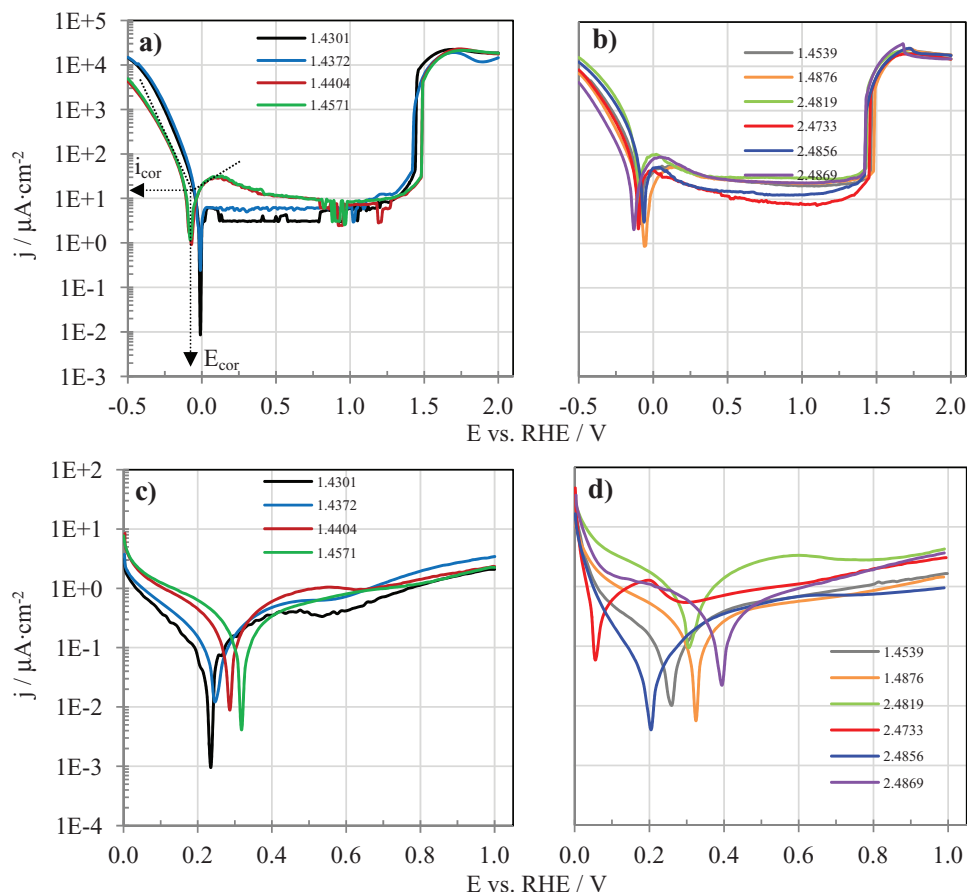 a)
1.4301
1.4372
1.4404
1.4571
i cor
E cor
j / µA·cm-2
1E+5
1E+4
1E+3
1E+2
1E+1
1E+0
1E-1
1E-2
1E-3
-0.5 0.0 0.5 1.0 1.5 2.0
b)
1.4539
1.4876
2.4819
2.4733
2.4856
2.4869
-0.5 0.0 0.5 1.0 1.5 2.0
E vs. RHE / V
c)
1.4301
1.4372
1.4404
1.4571
j / µA·cm-2
1E+2
1E+1
1E+0
1E-1
1E-2
1E-3
1E-4
0.0 0.2 0.4 0.6 0.8 1.0
d)
1.4539
1.4876
2.4819
2.4733
2.4856
2.4869
0.0 0.2 0.4 0.6 0.8 1.0
E vs. RHE / V